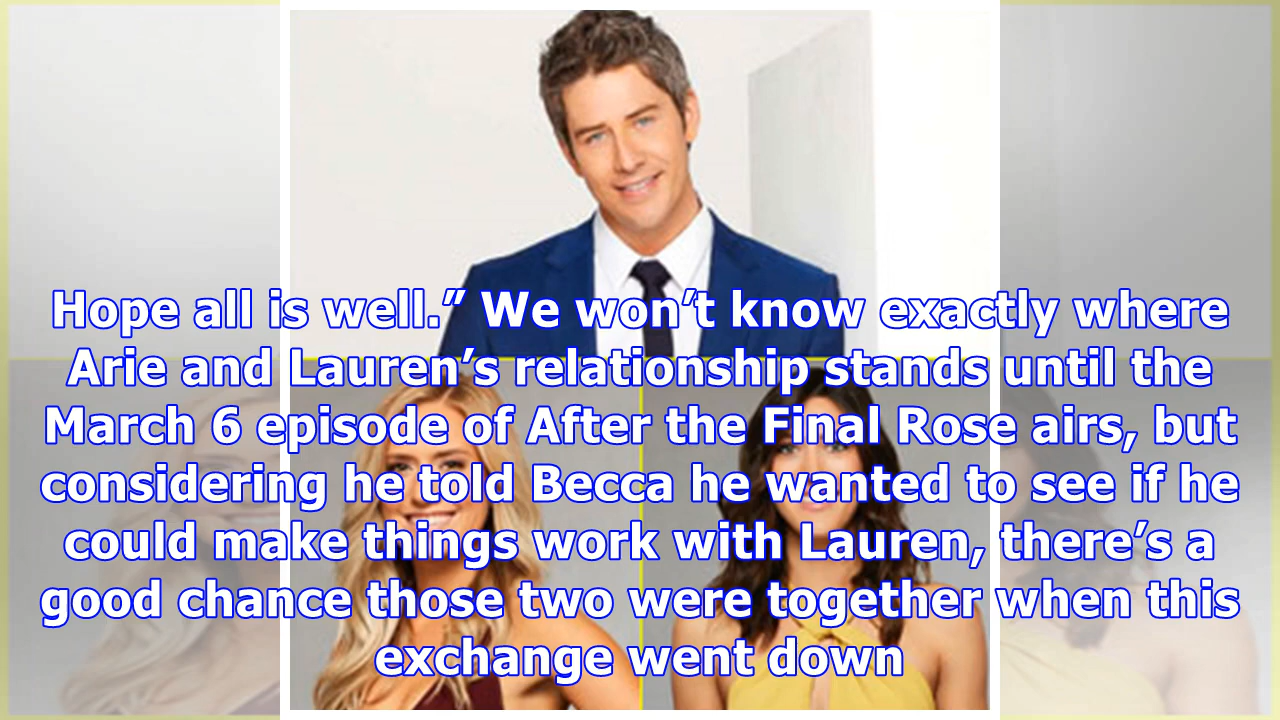 Hope all is well.” We won’t know exactly where
Arie and Lauren’s relationship stands until the
March 6 episode of After the Final Rose airs, but
considering he told Becca he wanted to see if he
could make things work with Lauren, there’s a
good chance those two were together when this
exchange went down